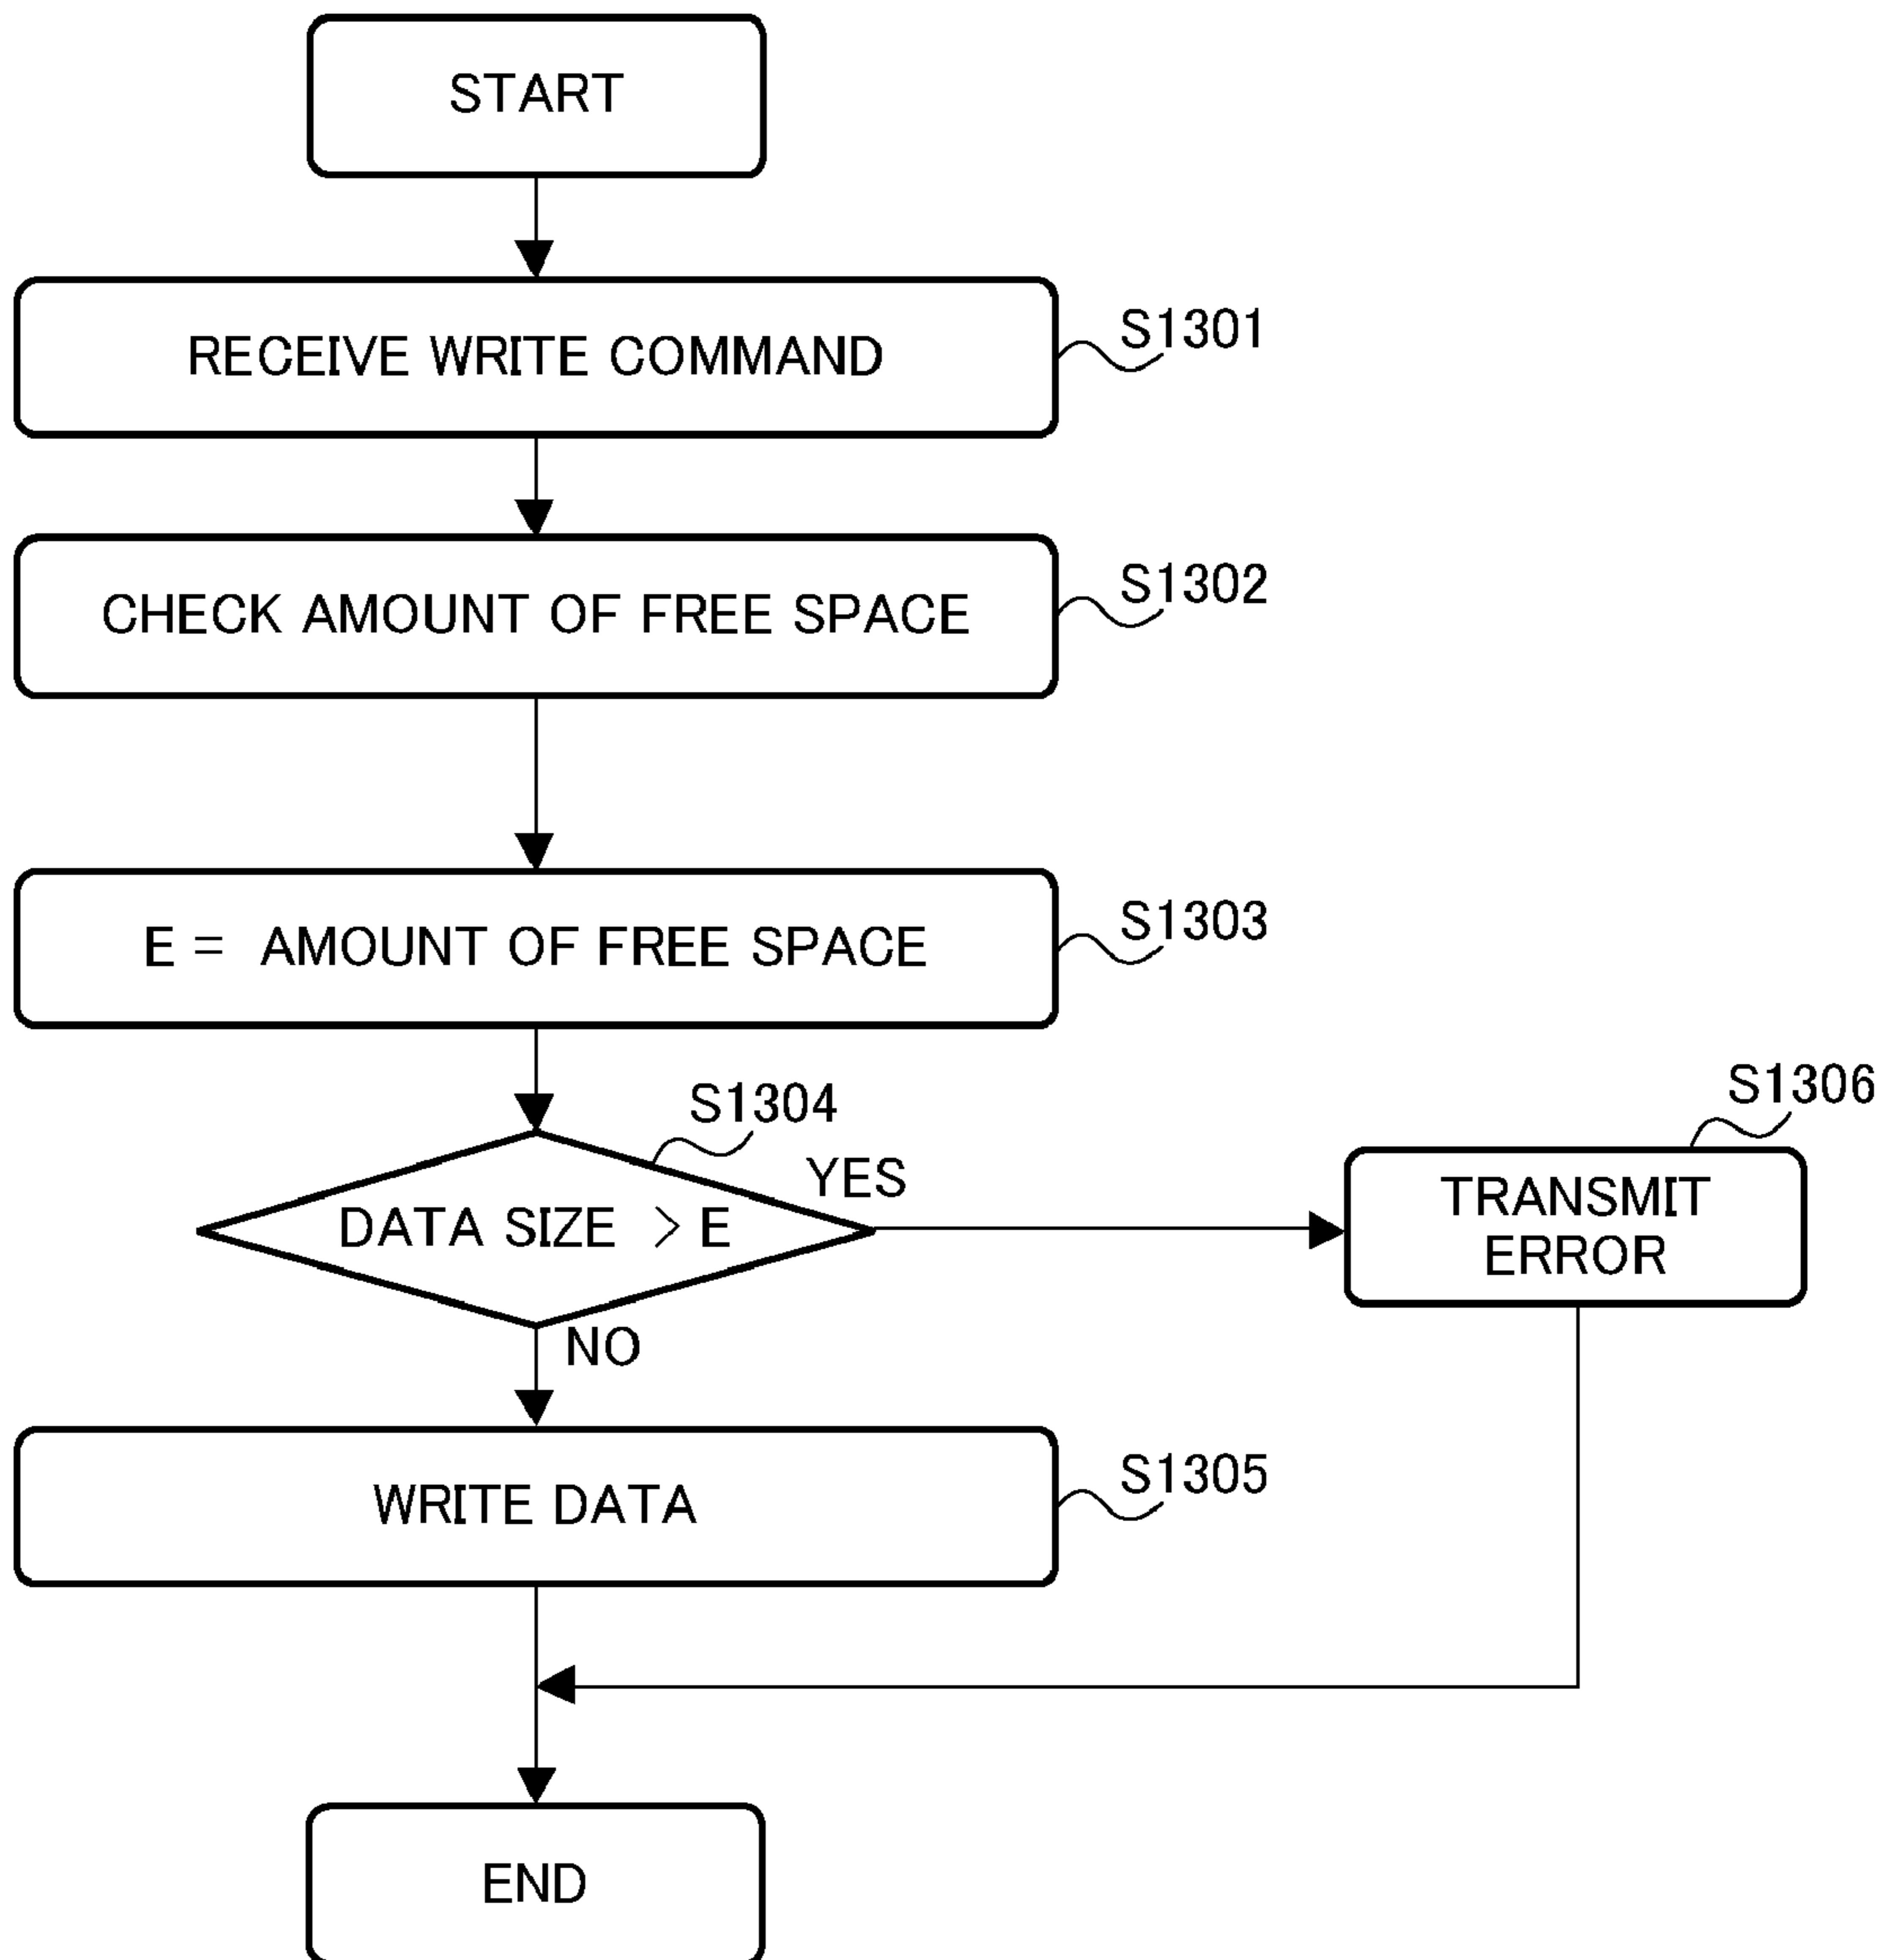 START
RECEIVE WRITE COMMAND
S1301
CHECK AMOUNT OF FREE SPACE
S1302
E = AMOUNT OF FREE SPACE
S1303
S1304
DATA SIZE > E
YES
NO
S1306
TRANSMIT
ERROR
WRITE DATA
S1305
END